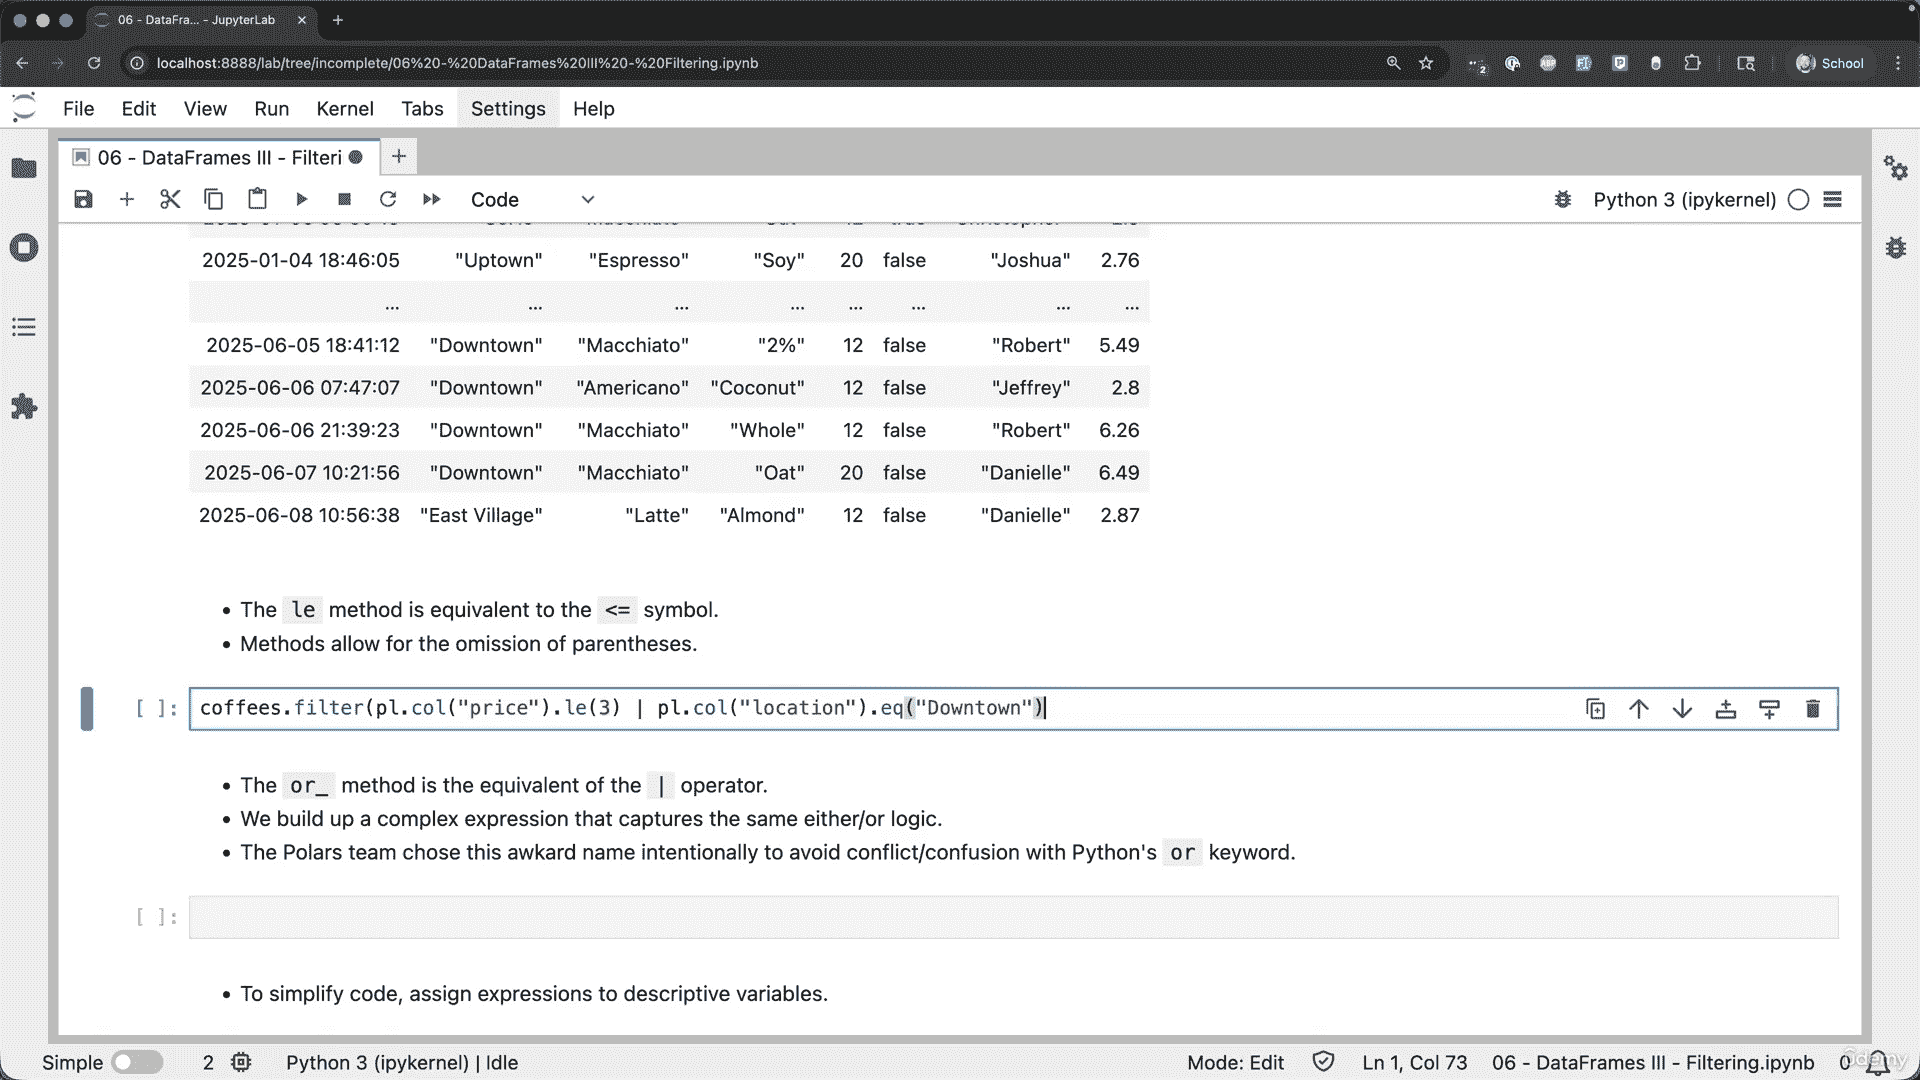 06 - DataFra... - JupyterLab
localhost:8888/lab/tree/incomplete/06%20-%20DataFrames%20III%20-%20Filtering.ipynb
2
ABP
School
File Edit View Run Kernel Tabs Settings Help
06 - DataFrames III - Filteri
Code
Python 3 (ipykernel)
2025-01-04 18:46:05 "Uptown" "Espresso" "Soy" 20 false "Joshua" 2.76
… … … … … … … …
2025-06-05 18:41:12 "Downtown" "Macchiato" "2%" 12 false "Robert" 5.49
2025-06-06 07:47:07 "Downtown" "Americano" "Coconut" 12 false "Jeffrey" 2.8
2025-06-06 21:39:23 "Downtown" "Macchiato" "Whole" 12 false "Robert" 6.26
2025-06-07 10:21:56 "Downtown" "Macchiato" "Oat" 20 false "Danielle" 6.49
2025-06-08 10:56:38 "East Village" "Latte" "Almond" 12 false "Danielle" 2.87
• The le method is equivalent to the <= symbol.
• Methods allow for the omission of parentheses.
[ ]: coffees.filter(pl.col("price").le(3) | pl.col("location").eq("Downtown")
• The or_ method is the equivalent of the | operator.
• We build up a complex expression that captures the same either/or logic.
• The Polars team chose this awkard name intentionally to avoid conflict/confusion with Python's or keyword.
[ ]:
• To simplify code, assign expressions to descriptive variables.
Simple 2 Python 3 (ipykernel) | Idle Mode: Edit Ln 1, Col 73 06 - DataFrames III - Filtering.ipynb 0
udemy